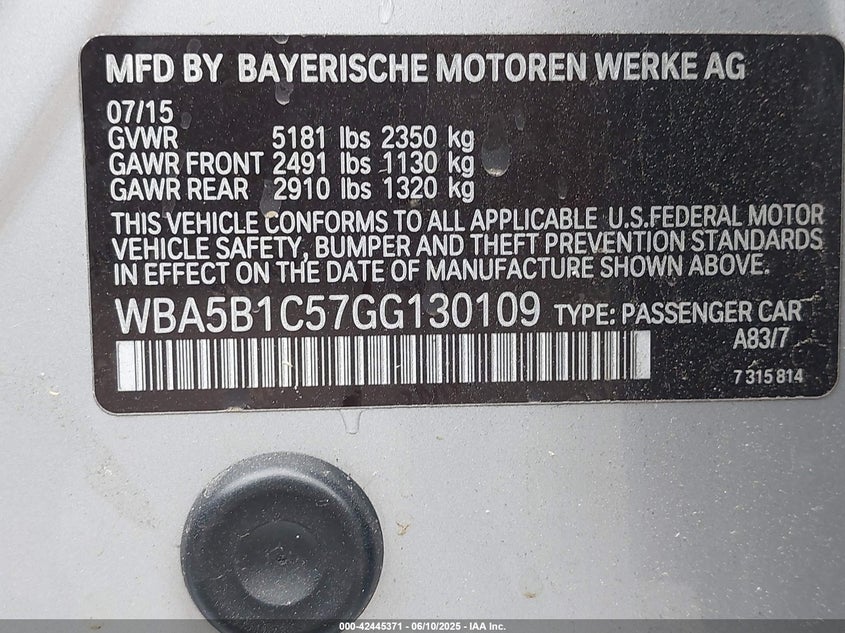 MFD BY BAYERISCHE MOTOREN WERKE AG
07/15
GVWR 5181 lbs 2350 kg
GAWR FRONT 2491 lbs 1130 kg
GAWR REAR 2910 lbs 1320 kg
THIS VEHICLE CONFORMS TO ALL APPLICABLE U.S.FEDERAL MOTOR
VEHICLE SAFETY, BUMPER AND THEFT PREVENTION STANDARDS
IN EFFECT ON THE DATE OF MANUFACTURE SHOWN ABOVE.
WBA5B1C57GG130109 TYPE: PASSENGER CAR
A83/7
7 315 814
000-42445371 - 06/10/2025 - IAA Inc.